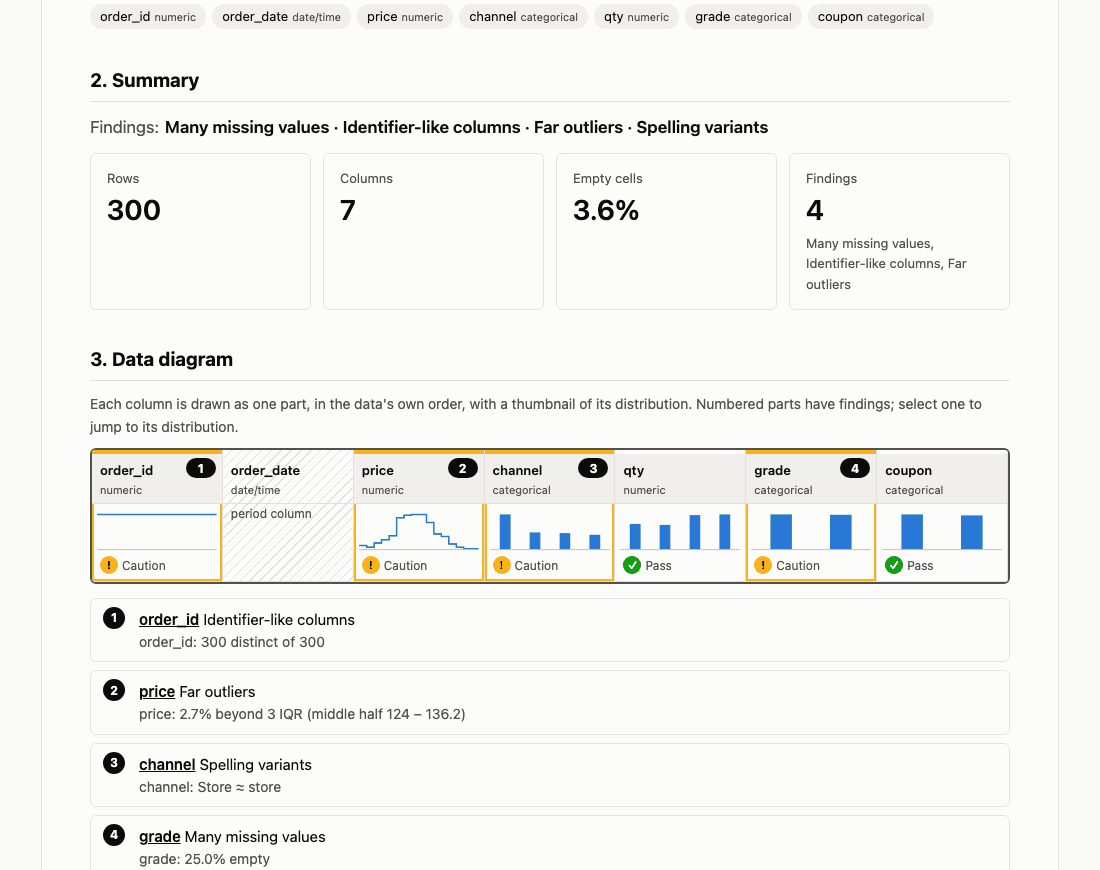 order_id numeric order_date date/time price numeric channel categorical qty numeric grade categorical coupon categorical
2. Summary
Findings: Many missing values · Identifier-like columns · Far outliers · Spelling variants
Rows
300
Columns
7
Empty cells
3.6%
Findings
4
Many missing values,
Identifier-like columns, Far
outliers
3. Data diagram
Each column is drawn as one part, in the data's own order, with a thumbnail of its distribution. Numbered parts have findings; select one to
jump to its distribution.
order_id 1
numeric
! Caution
order_date
date/time
period column
price 2
numeric
! Caution
channel 3
categorical
! Caution
qty
numeric
Pass
grade 4
categorical
! Caution
coupon
categorical
Pass
1 order_id Identifier-like columns
order_id: 300 distinct of 300
2 price Far outliers
price: 2.7% beyond 3 IQR (middle half 124 – 136.2)
3 channel Spelling variants
channel: Store ≈ store
4 grade Many missing values
grade: 25.0% empty